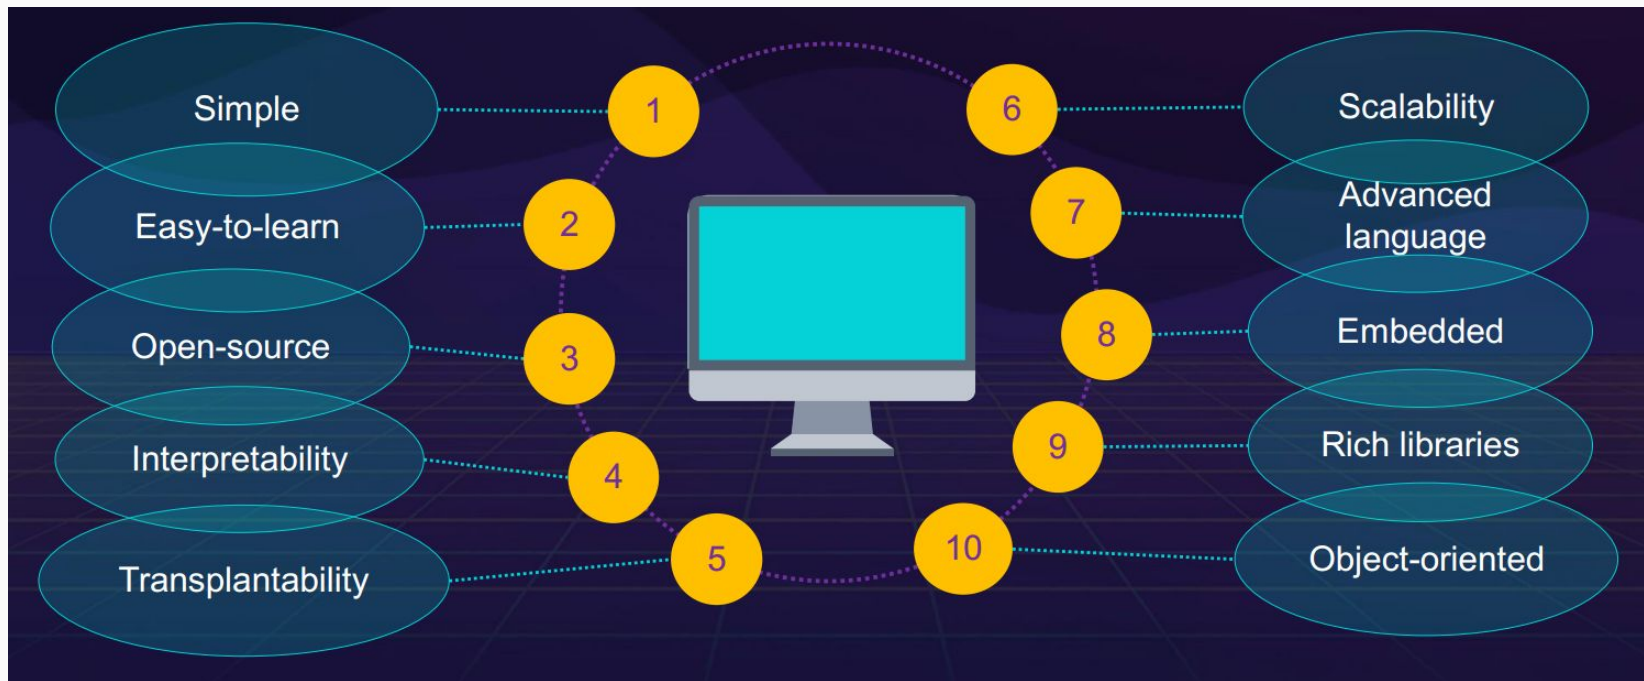 Simple
1
Easy-to-learn
2
Open-source
3
Interpretability
4
Transplantability
5
6
Scalability
7
Advanced
language
8
Embedded
9
Rich libraries
10
Object-oriented